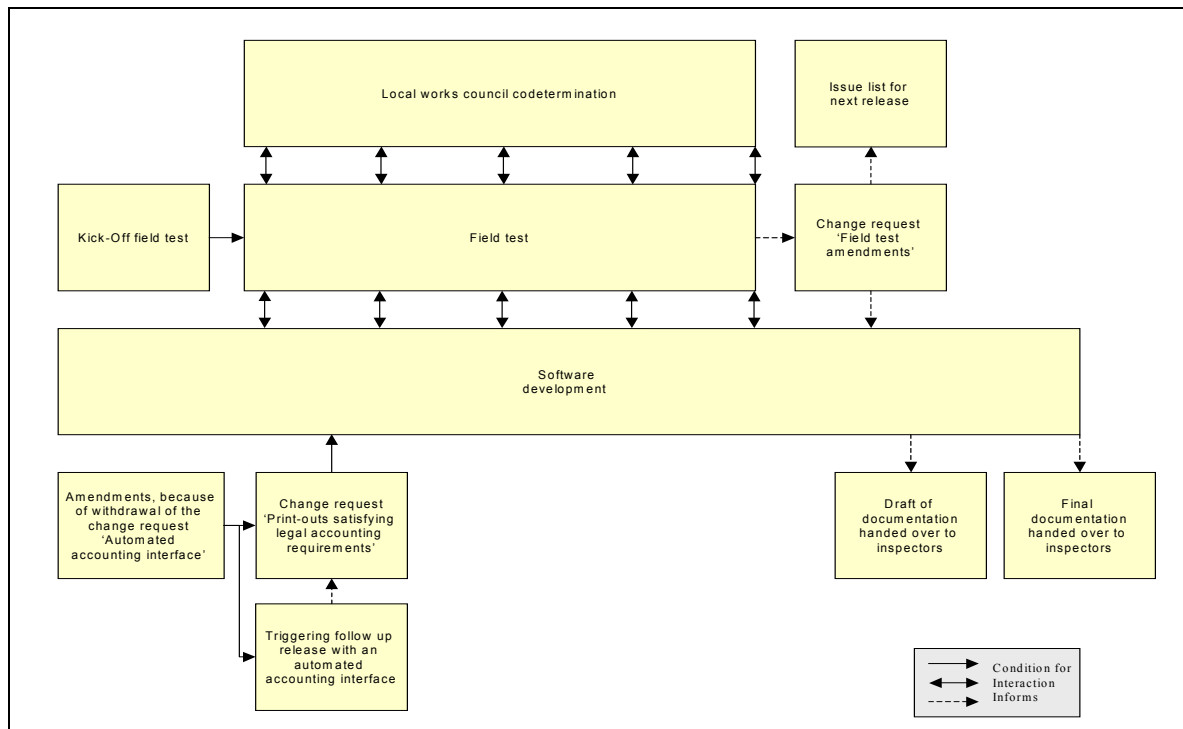 Local works council codetermination
Issue list for
next release
Kick-Off field test
Field test
Change request
‘Field test
amendments’
Software
development
Amendments, because
of withdrawal of the
change request
‘Automated
accounting interface’
Change request
‘Print-outs satisfying
legal accounting
requirements’
Draft of
documentation
handed over to
inspectors
Final
documentation
handed over to
inspectors
Triggering follow up
release with an
automated
accounting interface
Condition for
Interaction
Informs